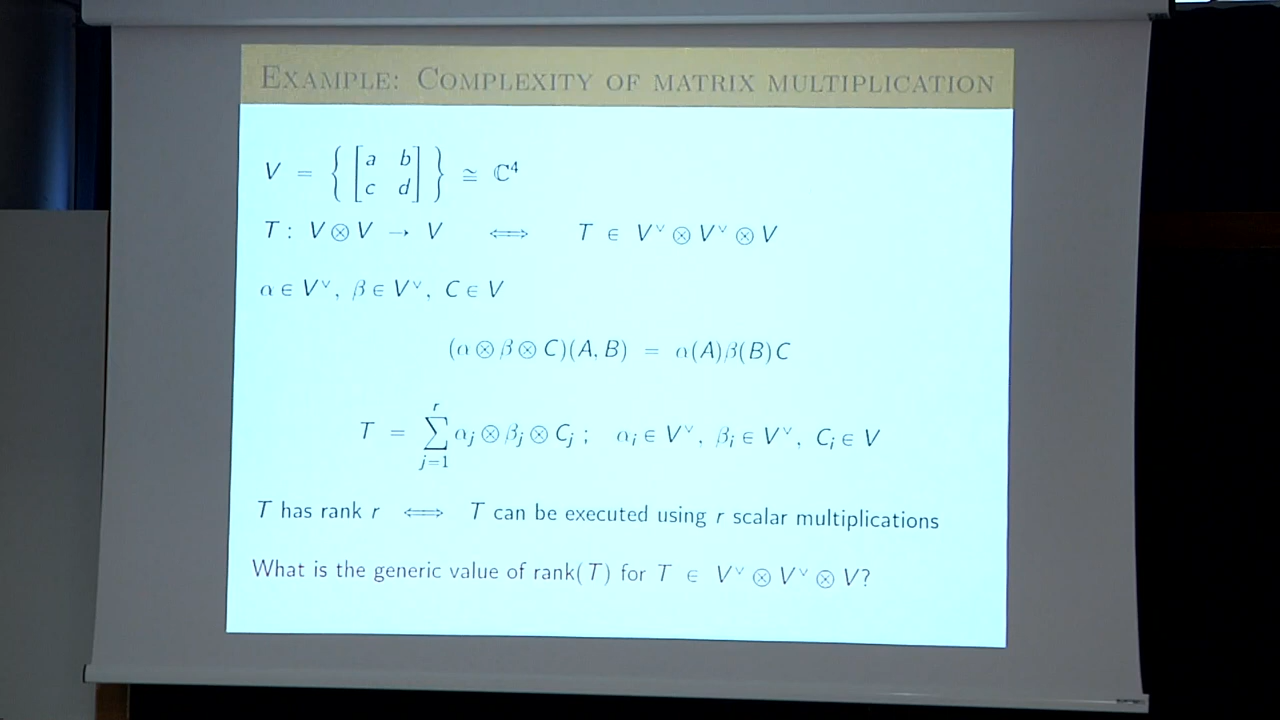 EXAMPLE: COMPLEXITY OF MATRIX MULTIPLICATION
V = { [ a b ] } ≅ ℂ⁴
c d
T : V ⊗ V → V ⟺ T ∈ V^∨ ⊗ V^∨ ⊗ V
α ∈ V^∨, β ∈ V^∨, C ∈ V
(α ⊗ β ⊗ C)(A, B) = α(A)β(B)C
T = ∑_{j=1}^{r} α_j ⊗ β_j ⊗ C_j ; α_i ∈ V^∨, β_i ∈ V^∨, C_i ∈ V
T has rank r ⟺ T can be executed using r scalar multiplications
What is the generic value of rank(T) for T ∈ V^∨ ⊗ V^∨ ⊗ V?